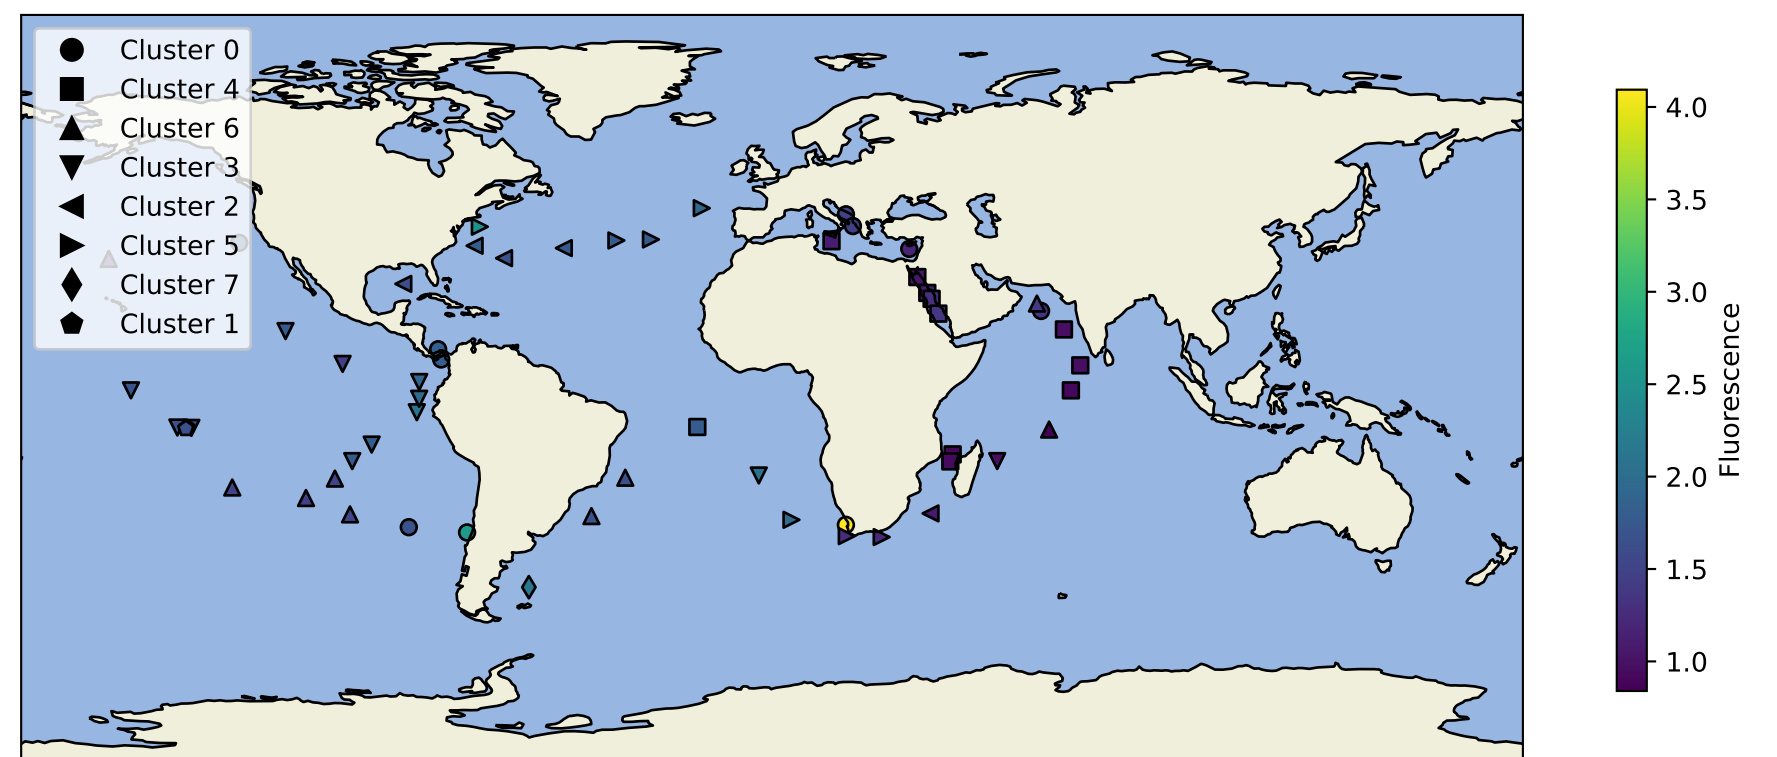 Cluster 0
Cluster 4
Cluster 6
Cluster 3
Cluster 2
Cluster 5
Cluster 7
Cluster 1
4.0
3.5
3.0
2.5
2.0
1.5
1.0
Fluorescence